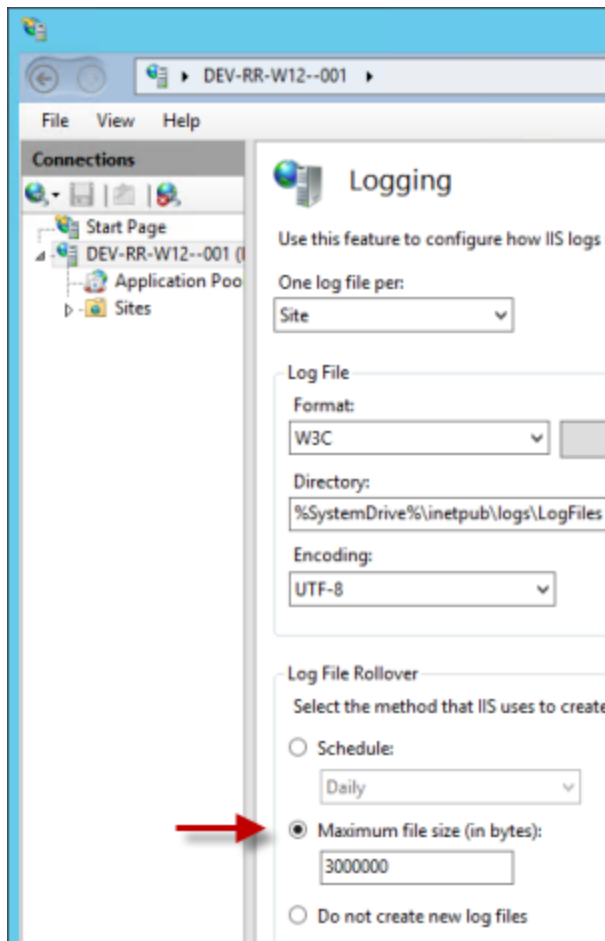 DEV-RR-W12--001
File View Help
Connections
Start Page
DEV-RR-W12--001 (
Application Poo
Sites
Logging
Use this feature to configure how IIS logs
One log file per:
Site
Log File
Format:
W3C
Directory:
%SystemDrive%\inetpub\logs\LogFiles
Encoding:
UTF-8
Log File Rollover
Select the method that IIS uses to create
Schedule:
Daily
Maximum file size (in bytes):
3000000
Do not create new log files